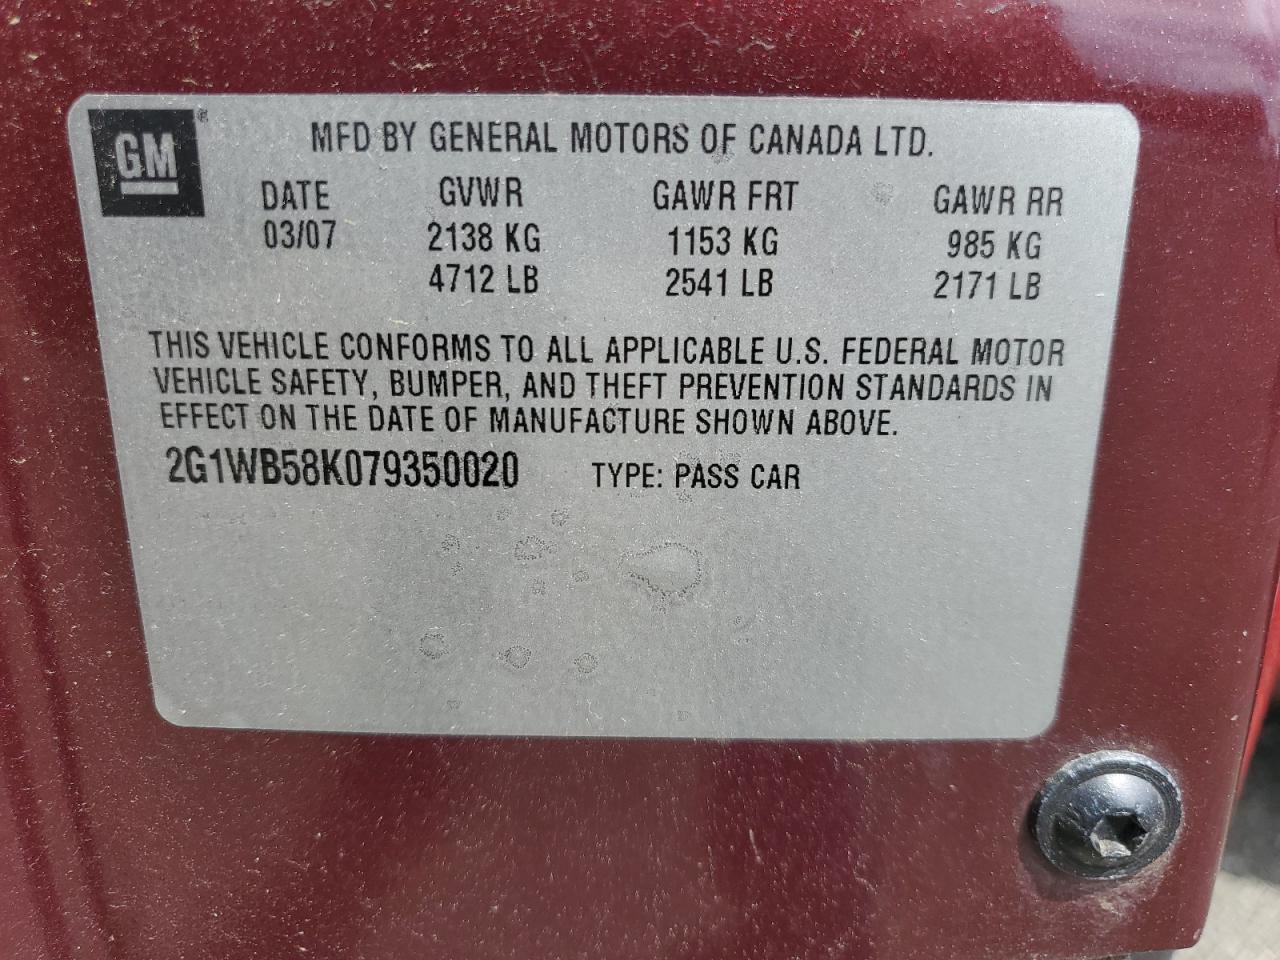 GM
MFD BY GENERAL MOTORS OF CANADA LTD.
DATE GVWR GAWR FRT GAWR RR
03/07 2138 KG 1153 KG 985 KG
4712 LB 2541 LB 2171 LB
THIS VEHICLE CONFORMS TO ALL APPLICABLE U.S. FEDERAL MOTOR
VEHICLE SAFETY, BUMPER, AND THEFT PREVENTION STANDARDS IN
EFFECT ON THE DATE OF MANUFACTURE SHOWN ABOVE.
2G1WB58K079350020 TYPE: PASS CAR